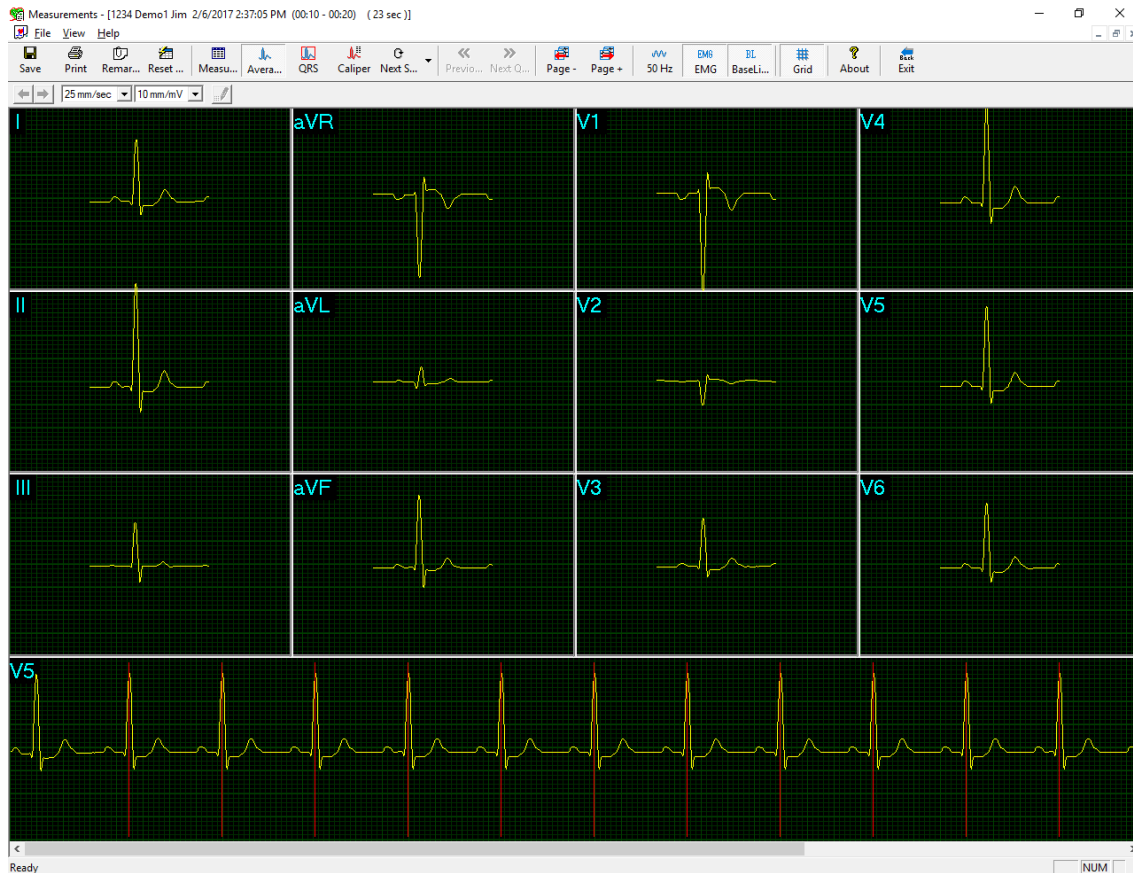 Measurements - [1234 Demo1 Jim 2/6/2017 2:37:05 PM (00:10 - 00:20) ( 23 sec )]
File View Help
Save Print Remar... Reset ... Measu... Avera... QRS Caliper Next S... Previo... Next Q... Page - Page + 50 Hz EMG EMG BL BaseLi... Grid About Back Exit
25 mm/sec 10 mm/mV
I aVR V1 V4
II aVL V2 V5
III aVF V3 V6
V5
Ready NUM